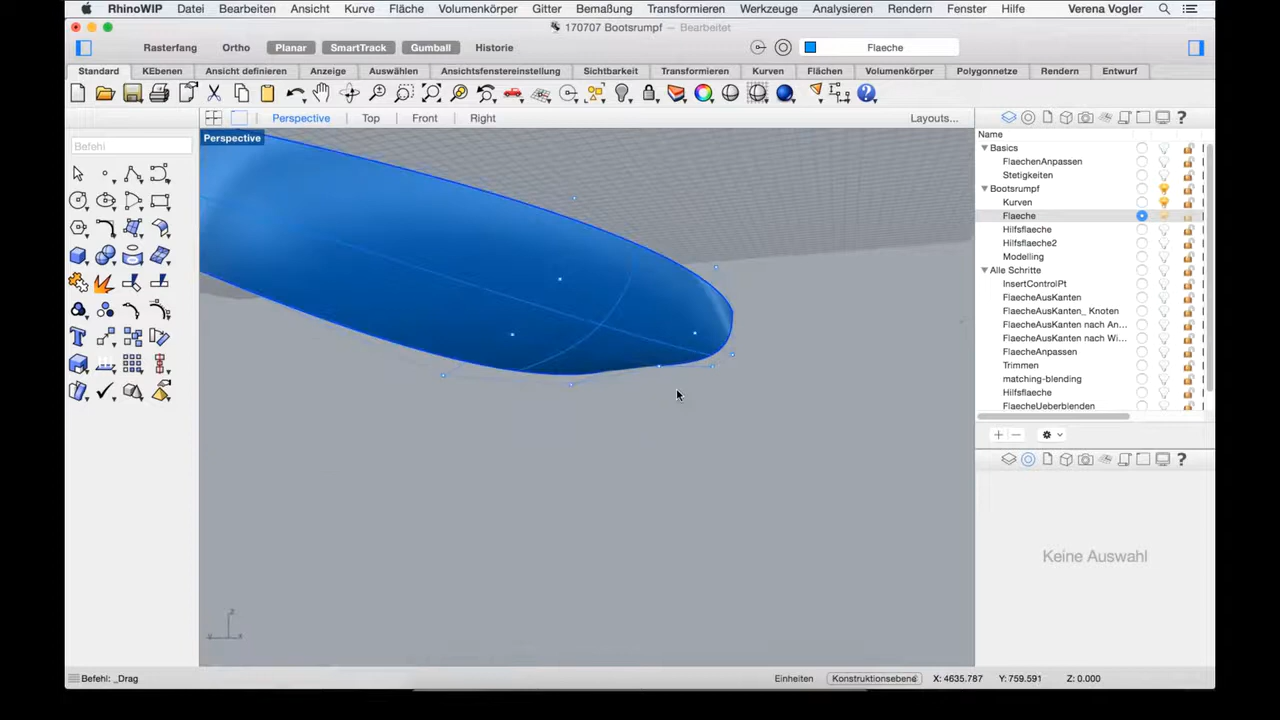 RhinoWIP Datei Bearbeiten Ansicht Kurve Fläche Volumenkörper Gitter Bemaßung Transformieren Werkzeuge Analysieren Rendern Fenster Hilfe Verena Vogler
170707 Bootsrumpf — Bearbeitet
Rasterfang Ortho Planar SmartTrack Gumball Historie Flaeche
Standard KEbenen Ansicht definieren Anzeige Auswählen Ansichtsfenstereinstellung Sichtbarkeit Transformieren Kurven Flächen Volumenkörper Polygonnetze Rendern Entwurf
Perspective Top Front Right Layouts...
Perspective
Befehl
Name
Basics
FlaechenAnpassen
Stetigkeiten
Bootsrumpf
Kurven
Flaeche
Hilfsflaeche
Hilfsflaeche2
Modelling
Alle Schritte
InsertControlPt
FlaecheAusKanten
FlaecheAusKanten_ Knoten
FlaecheAusKanten nach An...
FlaecheAusKanten nach Wi...
FlaecheAnpassen
Trimmen
matching-blending
Hilfsflaeche
FlaecheUeberblenden
Keine Auswahl
z
Befehl: _Drag Einheiten Konstruktionsebene X: 4635.787 Y: 759.591 Z: 0.000